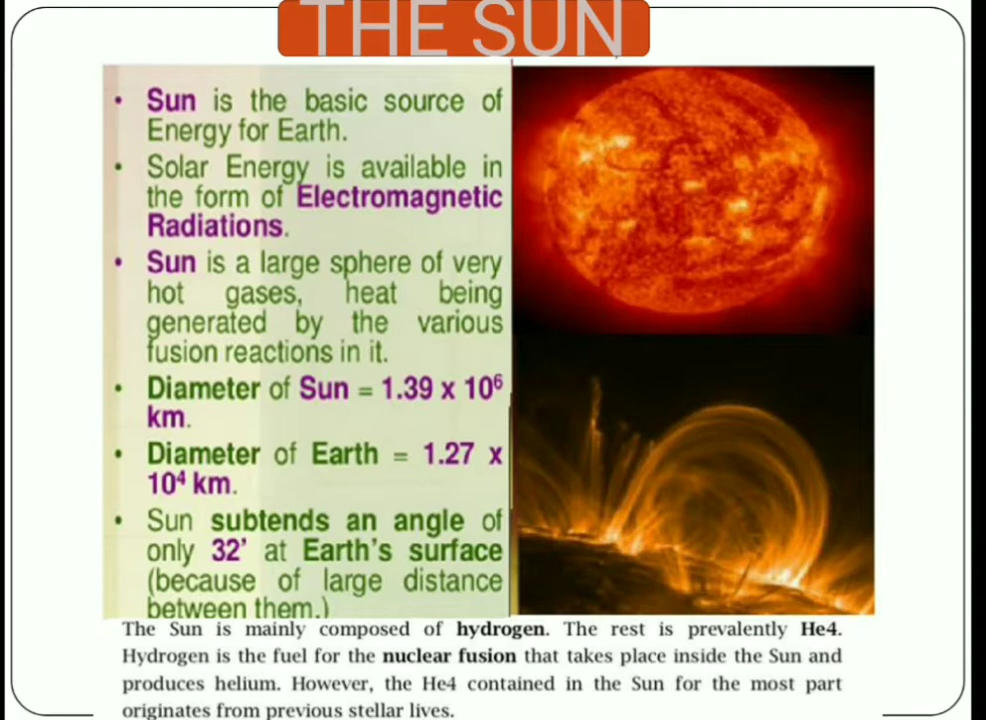 THE SUN
• Sun is the basic source of
Energy for Earth.
• Solar Energy is available in
the form of Electromagnetic
Radiations.
• Sun is a large sphere of very
hot gases, heat being
generated by the various
fusion reactions in it.
• Diameter of Sun = 1.39 x 10⁶
km.
• Diameter of Earth = 1.27 x
10⁴ km.
• Sun subtends an angle of
only 32' at Earth's surface
(because of large distance
between them.)
The Sun is mainly composed of hydrogen. The rest is prevalently He4.
Hydrogen is the fuel for the nuclear fusion that takes place inside the Sun and
produces helium. However, the He4 contained in the Sun for the most part
originates from previous stellar lives.